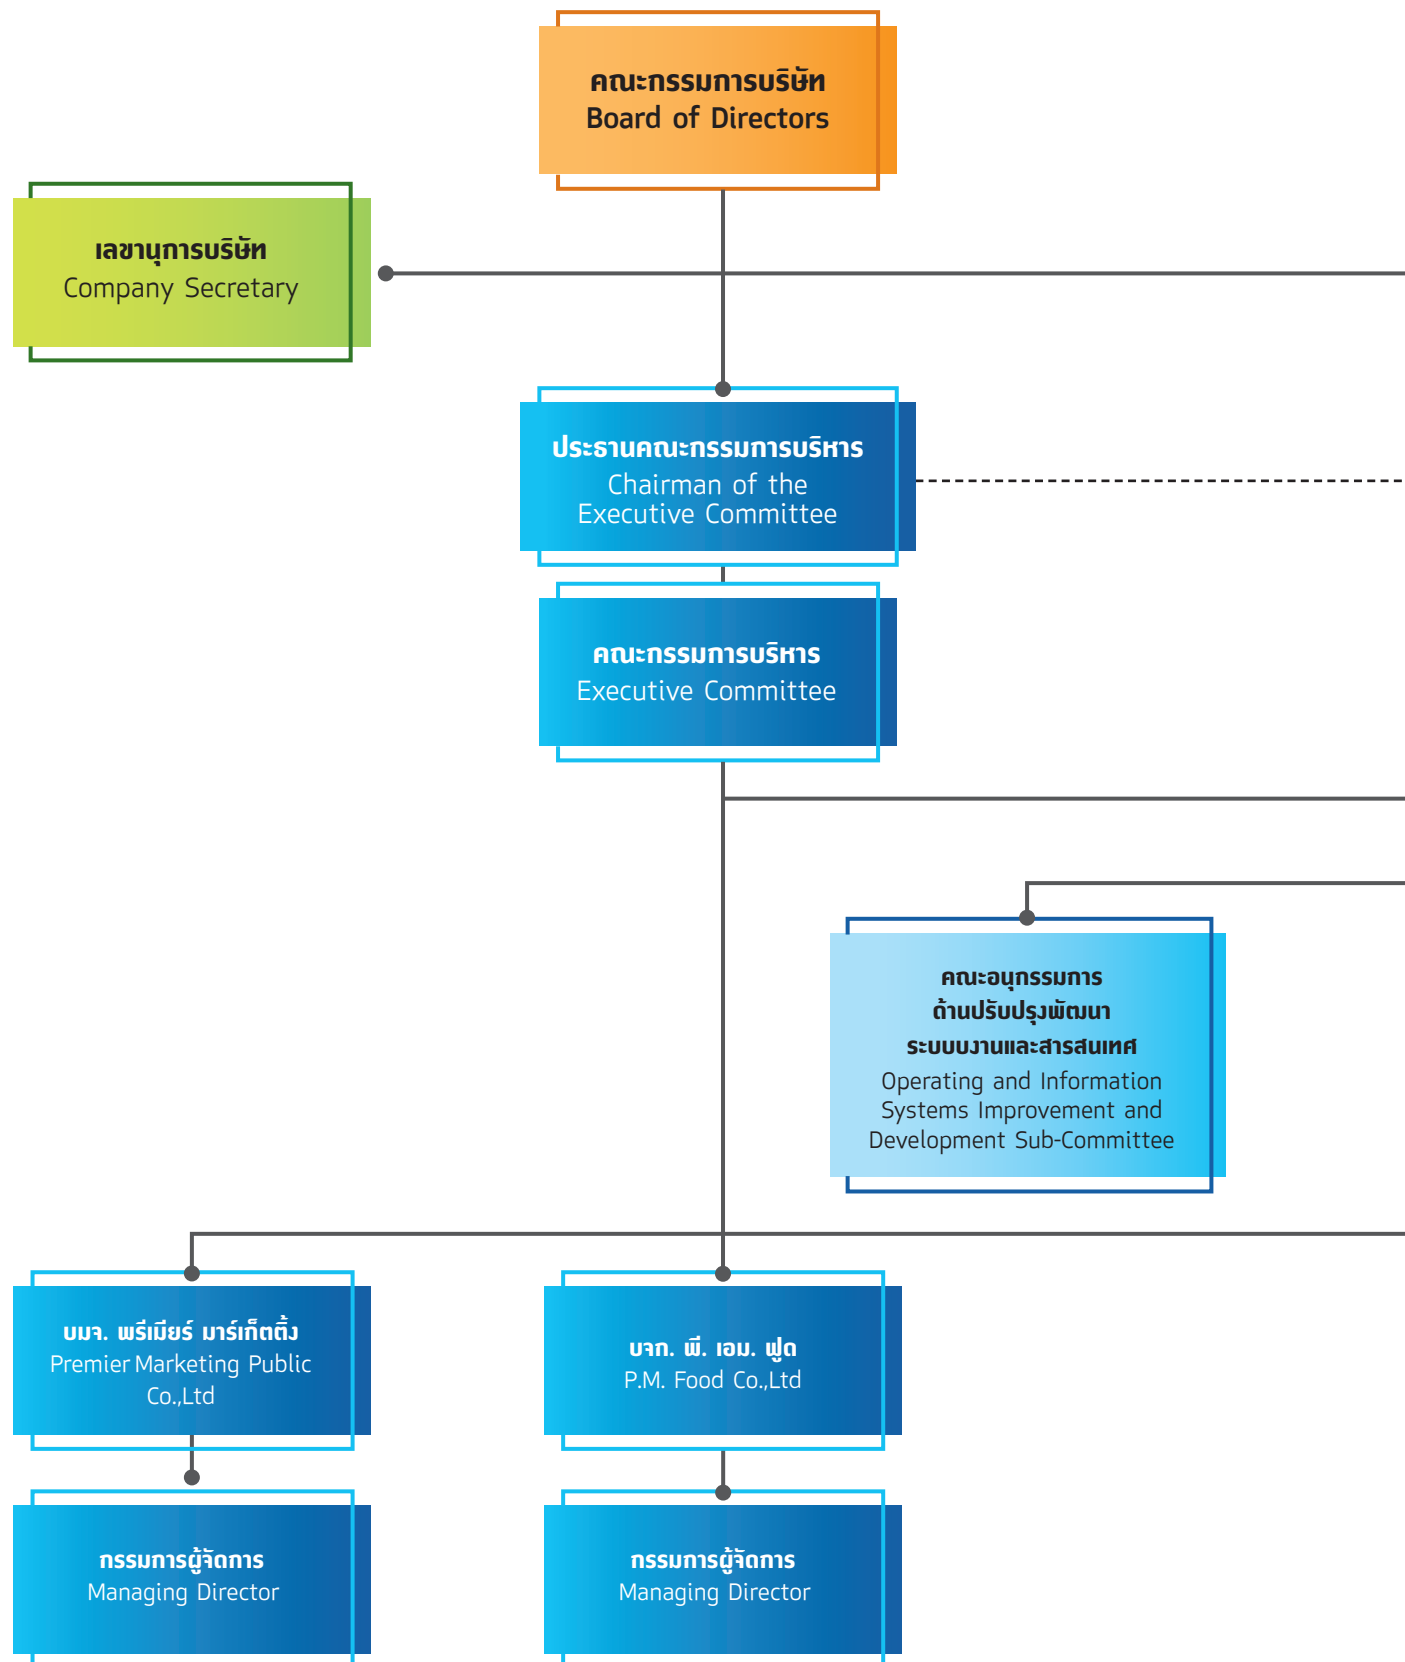 คณะกรรมการบริษัท
Board of Directors
เลขานุการบริษัท
Company Secretary
ประธานคณะกรรมการบริหาร
Chairman of the
Executive Committee
คณะกรรมการบริหาร
Executive Committee
คณะอนุกรรมการ
ด้านปรับปรุงพัฒนา
ระบบบงานและสารสนเทศ
Operating and Information
Systems Improvement and
Development Sub-Committee
บมจ. พรีเมียร์ มาร์เก็ตติ้ง
Premier Marketing Public
Co.,Ltd
บจก. พี. เอม. ฟูด
P.M. Food Co.,Ltd
กรรมการผู้จัดการ
Managing Director
กรรมการผู้จัดการ
Managing Director